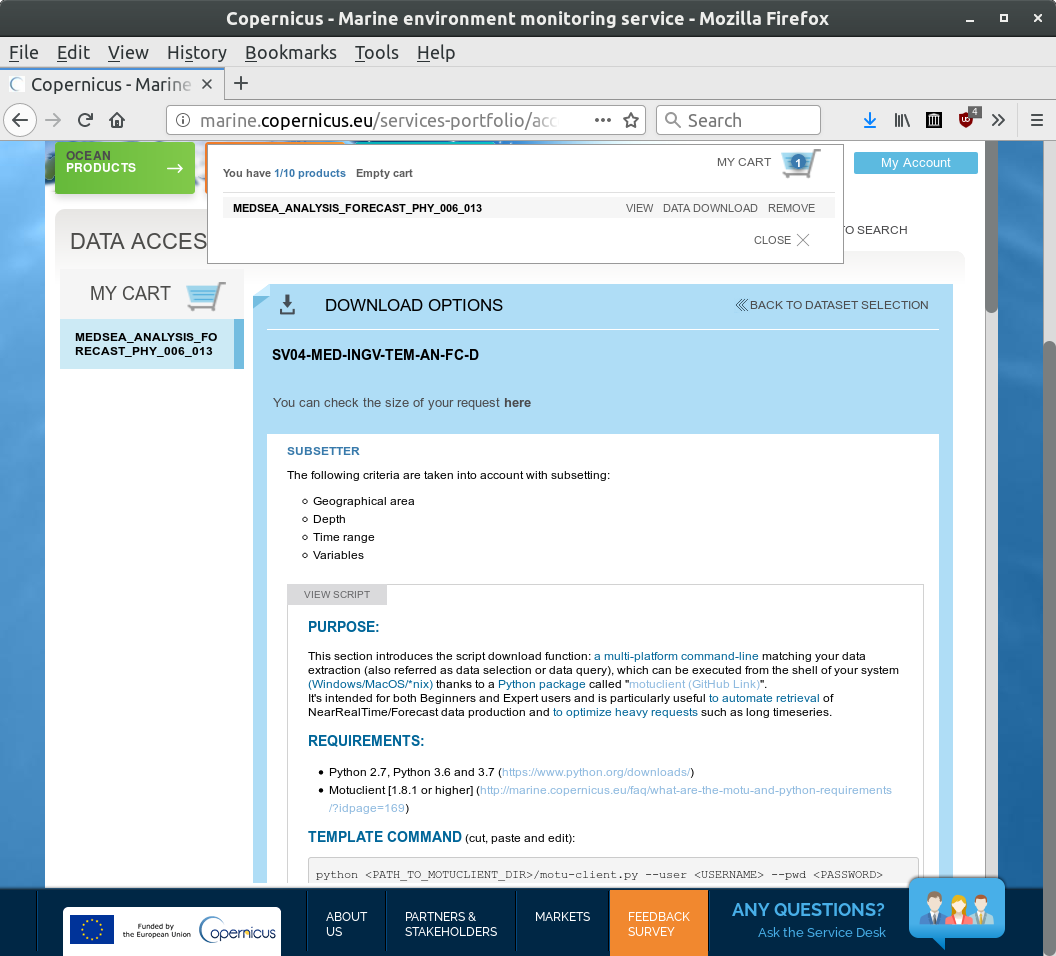 Copernicus - Marine environment monitoring service - Mozilla Firefox
File Edit View History Bookmarks Tools Help
Copernicus - Marine
marine.copernicus.eu/services-portfolio/acc
Search
4
OCEAN
PRODUCTS
MY CART 1
My Account
You have 1/10 products Empty cart
MEDSEA_ANALYSIS_FORECAST_PHY_006_013 VIEW DATA DOWNLOAD REMOVE
TO SEARCH
CLOSE
DATA ACCES
MY CART
MEDSEA_ANALYSIS_FO
RECAST_PHY_006_013
DOWNLOAD OPTIONS
BACK TO DATASET SELECTION
SV04-MED-INGV-TEM-AN-FC-D
You can check the size of your request here
SUBSETTER
The following criteria are taken into account with subsetting:
Geographical area
Depth
Time range
Variables
VIEW SCRIPT
PURPOSE:
This section introduces the script download function: a multi-platform command-line matching your data
extraction (also referred as data selection or data query), which can be executed from the shell of your system
(Windows/MacOS/*nix) thanks to a Python package called "motuclient (GitHub Link)".
It's intended for both Beginners and Expert users and is particularly useful to automate retrieval of
NearRealTime/Forecast data production and to optimize heavy requests such as long timeseries.
REQUIREMENTS:
Python 2.7, Python 3.6 and 3.7 (https://www.python.org/downloads/)
Motuclient [1.8.1 or higher] (http://marine.copernicus.eu/faq/what-are-the-motu-and-python-requirements
/?idpage=169)
TEMPLATE COMMAND (cut, paste and edit):
python <PATH_TO_MOTUCLIENT_DIR>/motu-client.py --user <USERNAME> --pwd <PASSWORD>
Funded by
the European Union
opernicus
ABOUT
US
PARTNERS &
STAKEHOLDERS
MARKETS
FEEDBACK
SURVEY
ANY QUESTIONS?
Ask the Service Desk